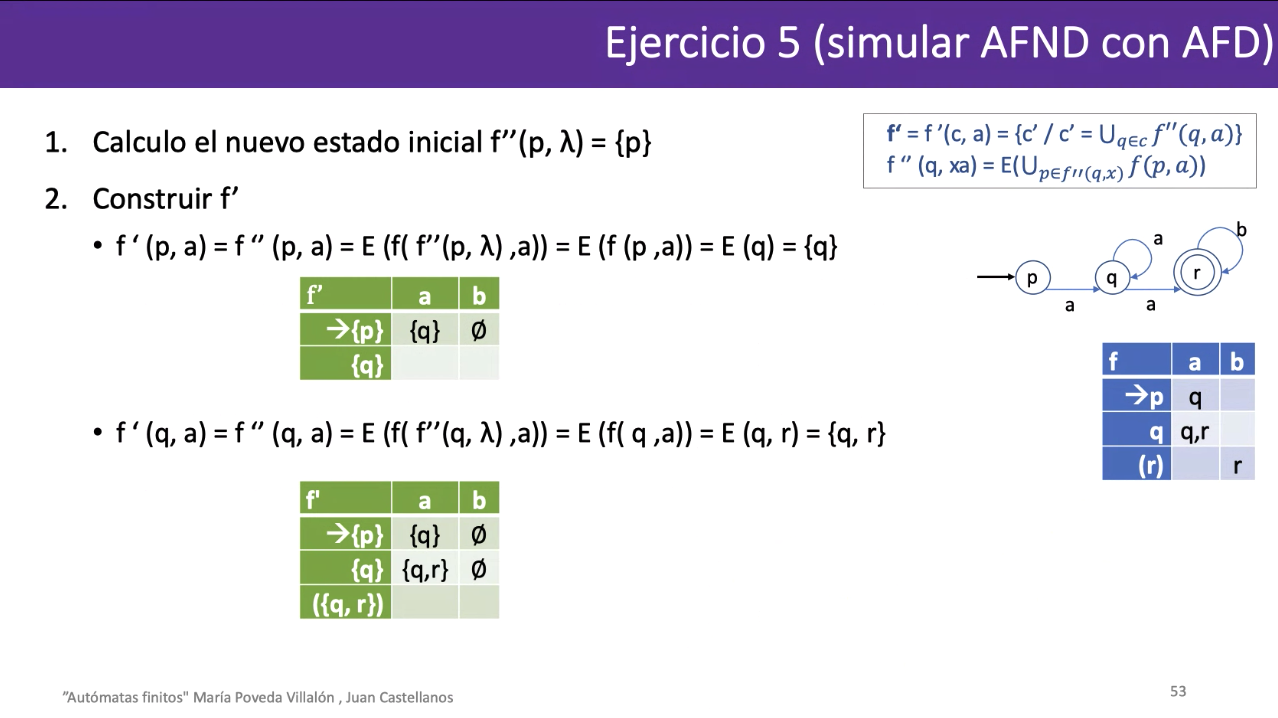 Ejercicio 5 (simular AFND con AFD)
1. Calculo el nuevo estado inicial f’’(p, λ) = {p}
f‘ = f ’(c, a) = {c’ / c’ = ⋃q∈c f′′(q, a)}
f ‘’ (q, xa) = E(⋃p∈f′′(q,x) f(p, a))
2. Construir f’
• f ‘ (p, a) = f ‘’ (p, a) = E (f( f’’(p, λ) ,a)) = E (f (p ,a)) = E (q) = {q}
f’ a b
→{p} {q} ∅
{q}
• f ‘ (q, a) = f ‘’ (q, a) = E (f( f’’(q, λ) ,a)) = E (f( q ,a)) = E (q, r) = {q, r}
f' a b
→{p} {q} ∅
{q} {q,r} ∅
({q, r})
a b
p q r
a a
f a b
→p q
q q,r
(r) r
”Autómatas finitos" María Poveda Villalón , Juan Castellanos
53